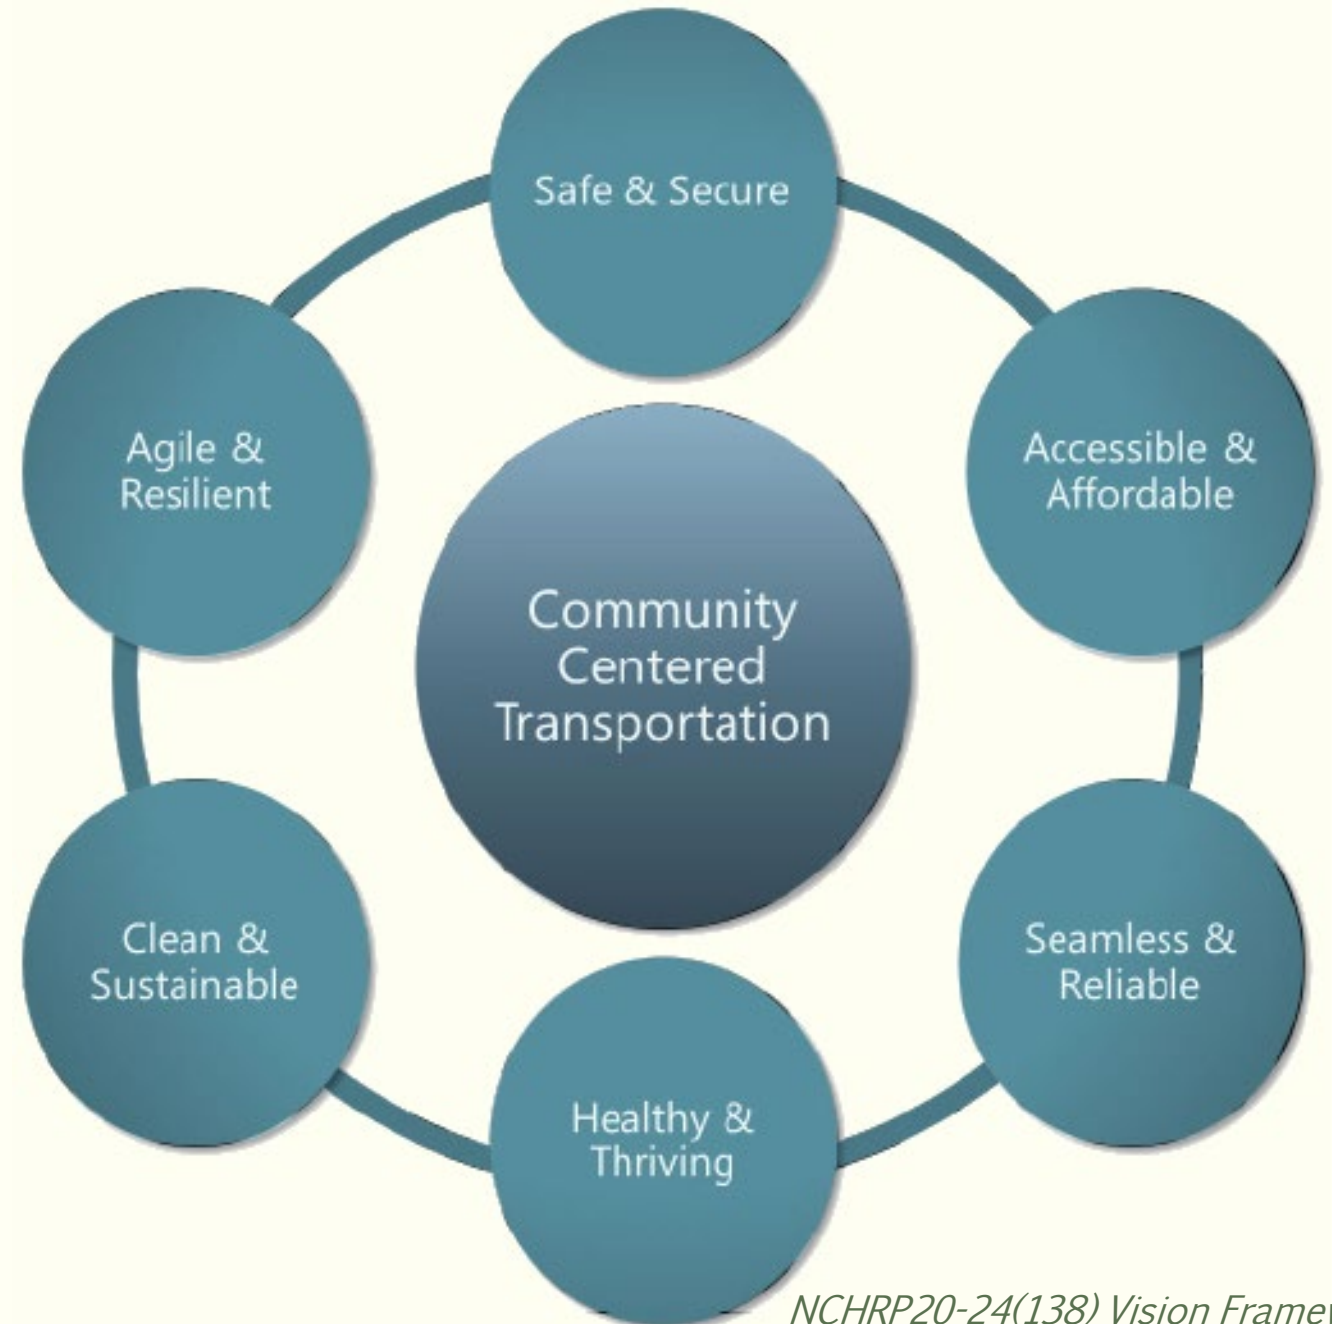 Safe & Secure
Accessible &
Affordable
Seamless &
Reliable
Healthy &
Thriving
Clean &
Sustainable
Agile &
Resilient
Community
Centered
Transportation
NCHRP20-24(138) Vision